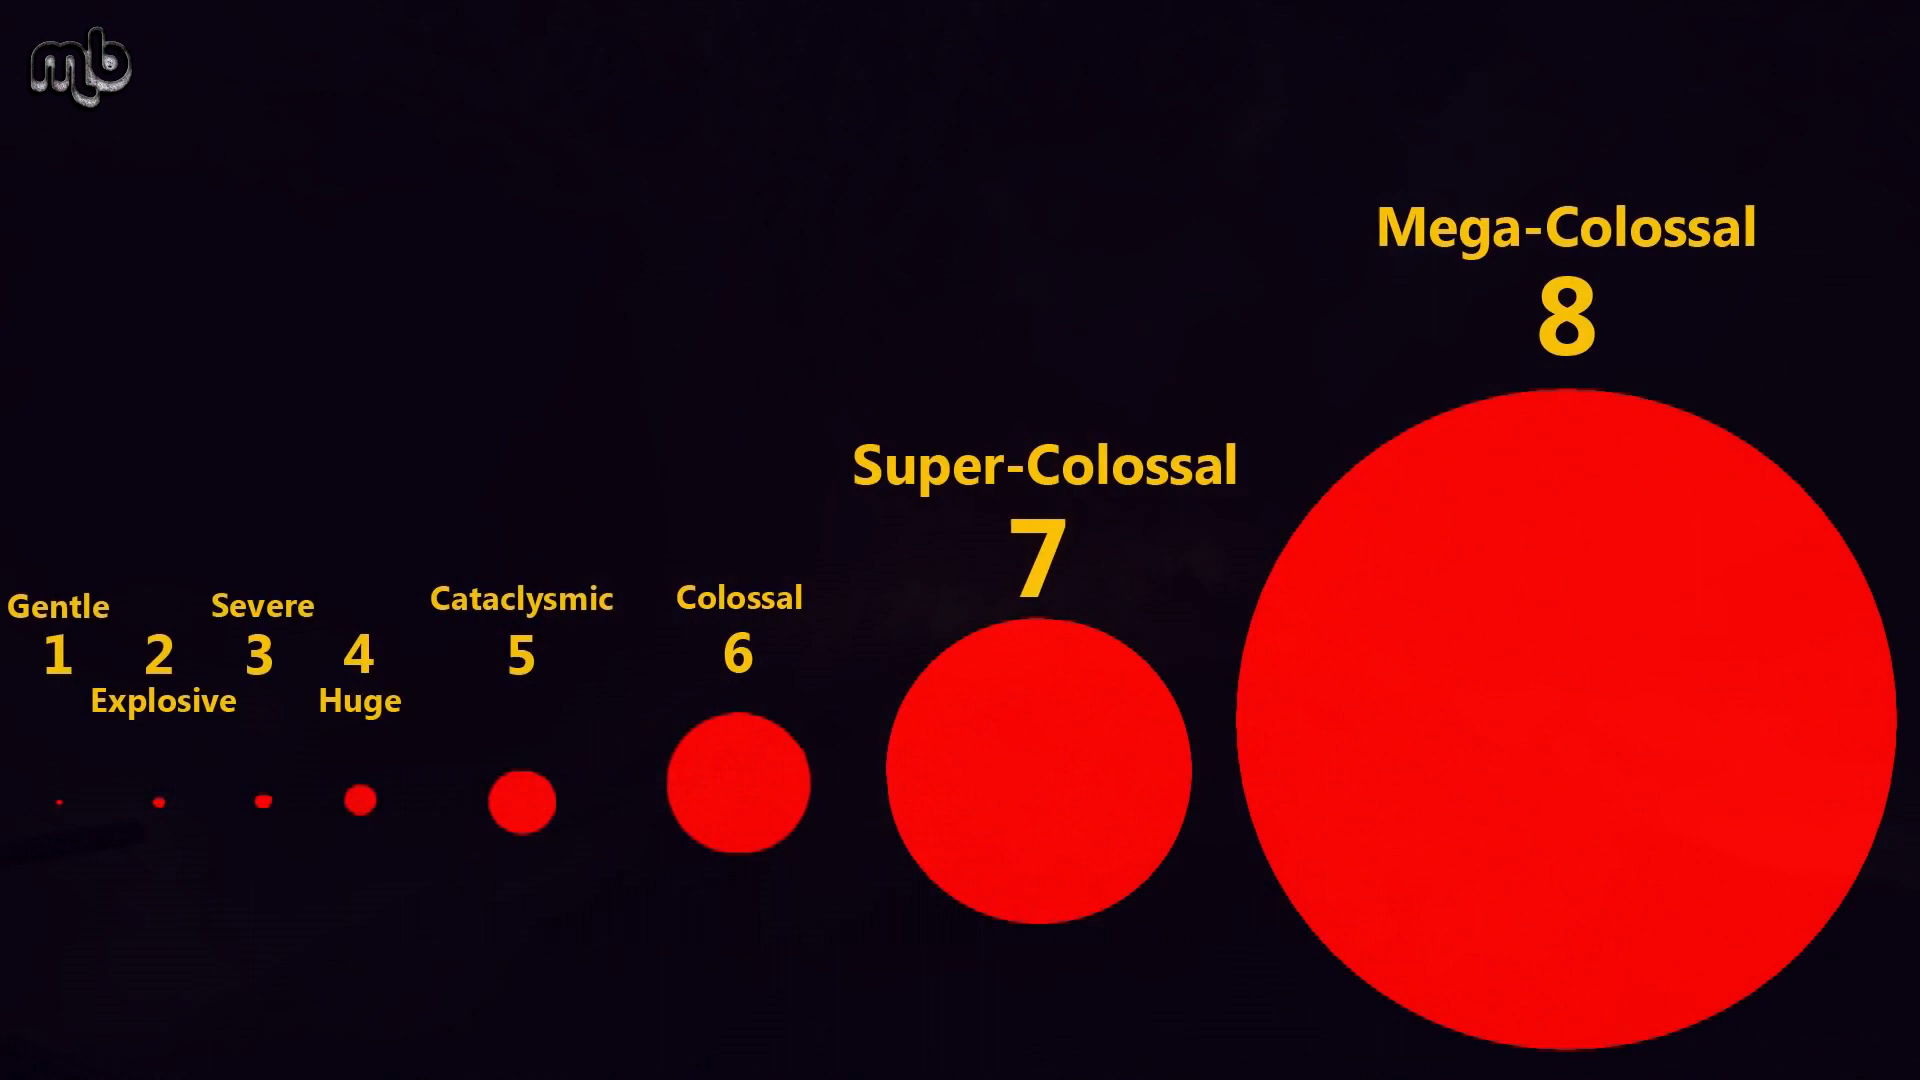 mb
Mega-Colossal
8
Super-Colossal
7
Gentle
1
2
Explosive
Severe
3
4
Huge
Cataclysmic
5
Colossal
6